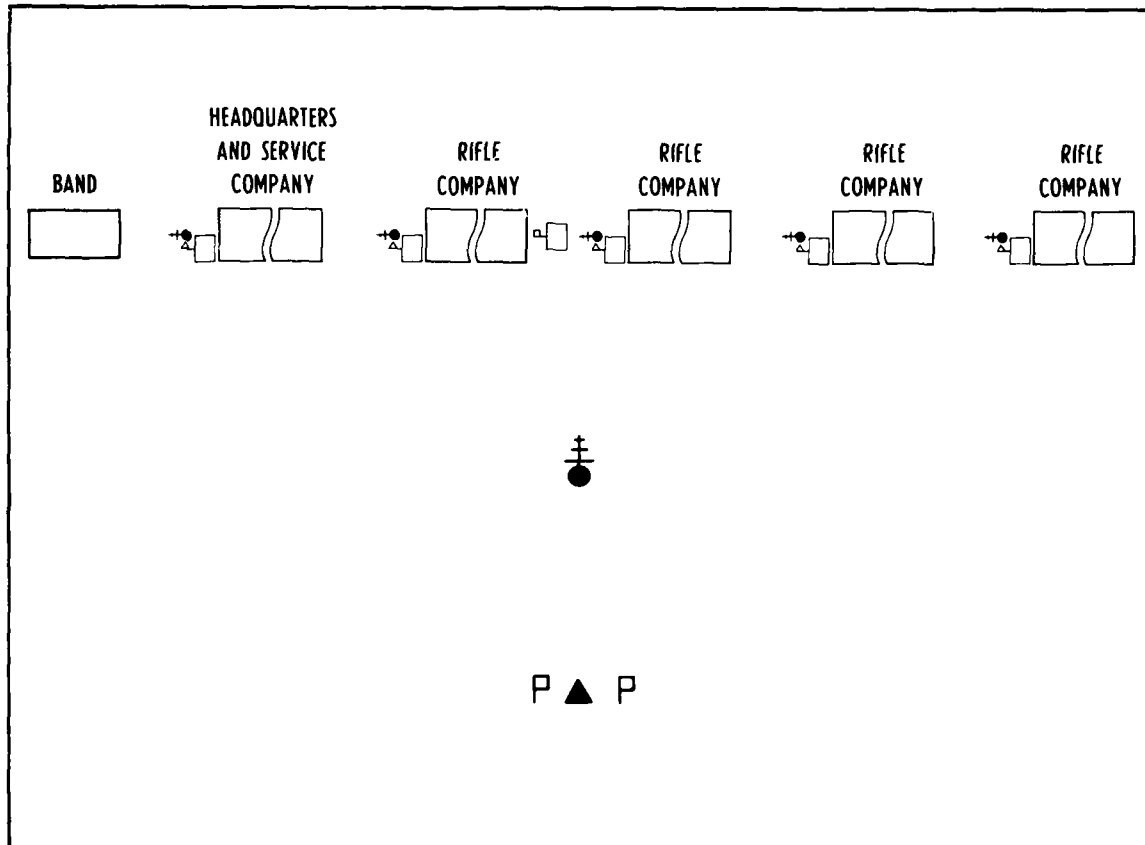 BAND
HEADQUARTERS
AND SERVICE
COMPANY
RIFLE
COMPANY
RIFLE
COMPANY
RIFLE
COMPANY
RIFLE
COMPANY
P P